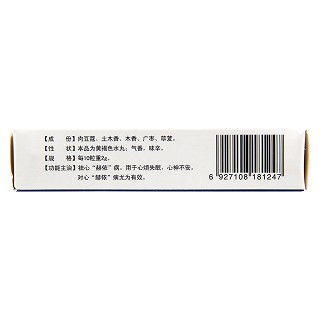 【成　份】肉豆蔻、土木香、木香、广枣、荜茇。
【性　状】本品为黄褐色水丸；气香，味辛。
【规　格】每10粒重2g。
【功能主治】祛心“赫依”病。用于心烦失眠，心神不安，
对心“赫依”病尤为有效。
6 927108 181247